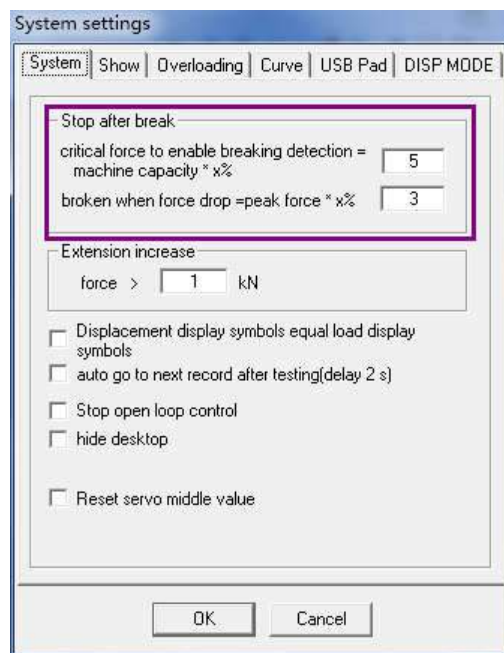 System settings
System
Show
Overloading
Curve
USB Pad
DISP MODE
Stop after break
critical force to enable breaking detection =
machine capacity * x%
5
broken when force drop =peak force * x%
3
Extension increase
force >
1
kN
Displacement display symbols equal load display
symbols
auto go to next record after testing(delay 2 s)
Stop open loop control
hide desktop
Reset servo middle value
OK
Cancel